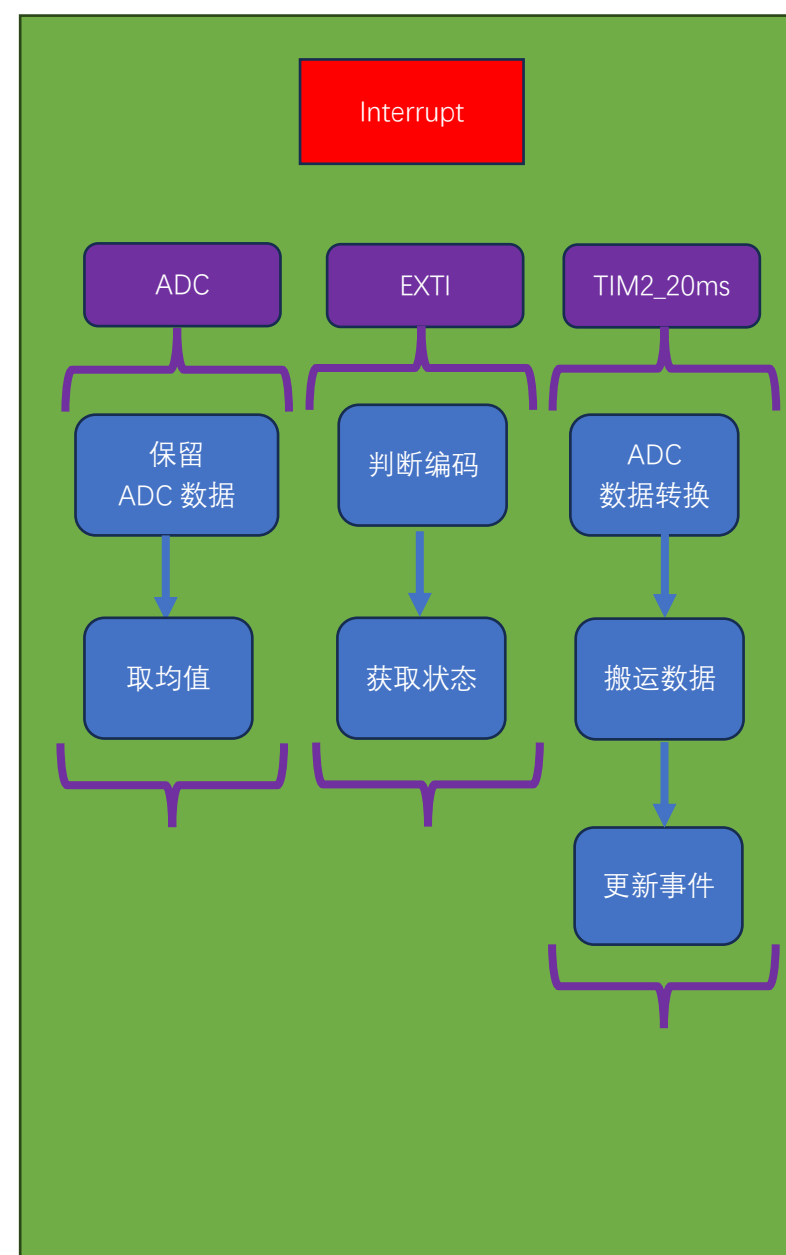 Interrupt
ADC
EXTI
TIM2_20ms
保留
ADC 数据
判断编码
ADC
数据转换
取均值
获取状态
搬运数据
更新事件